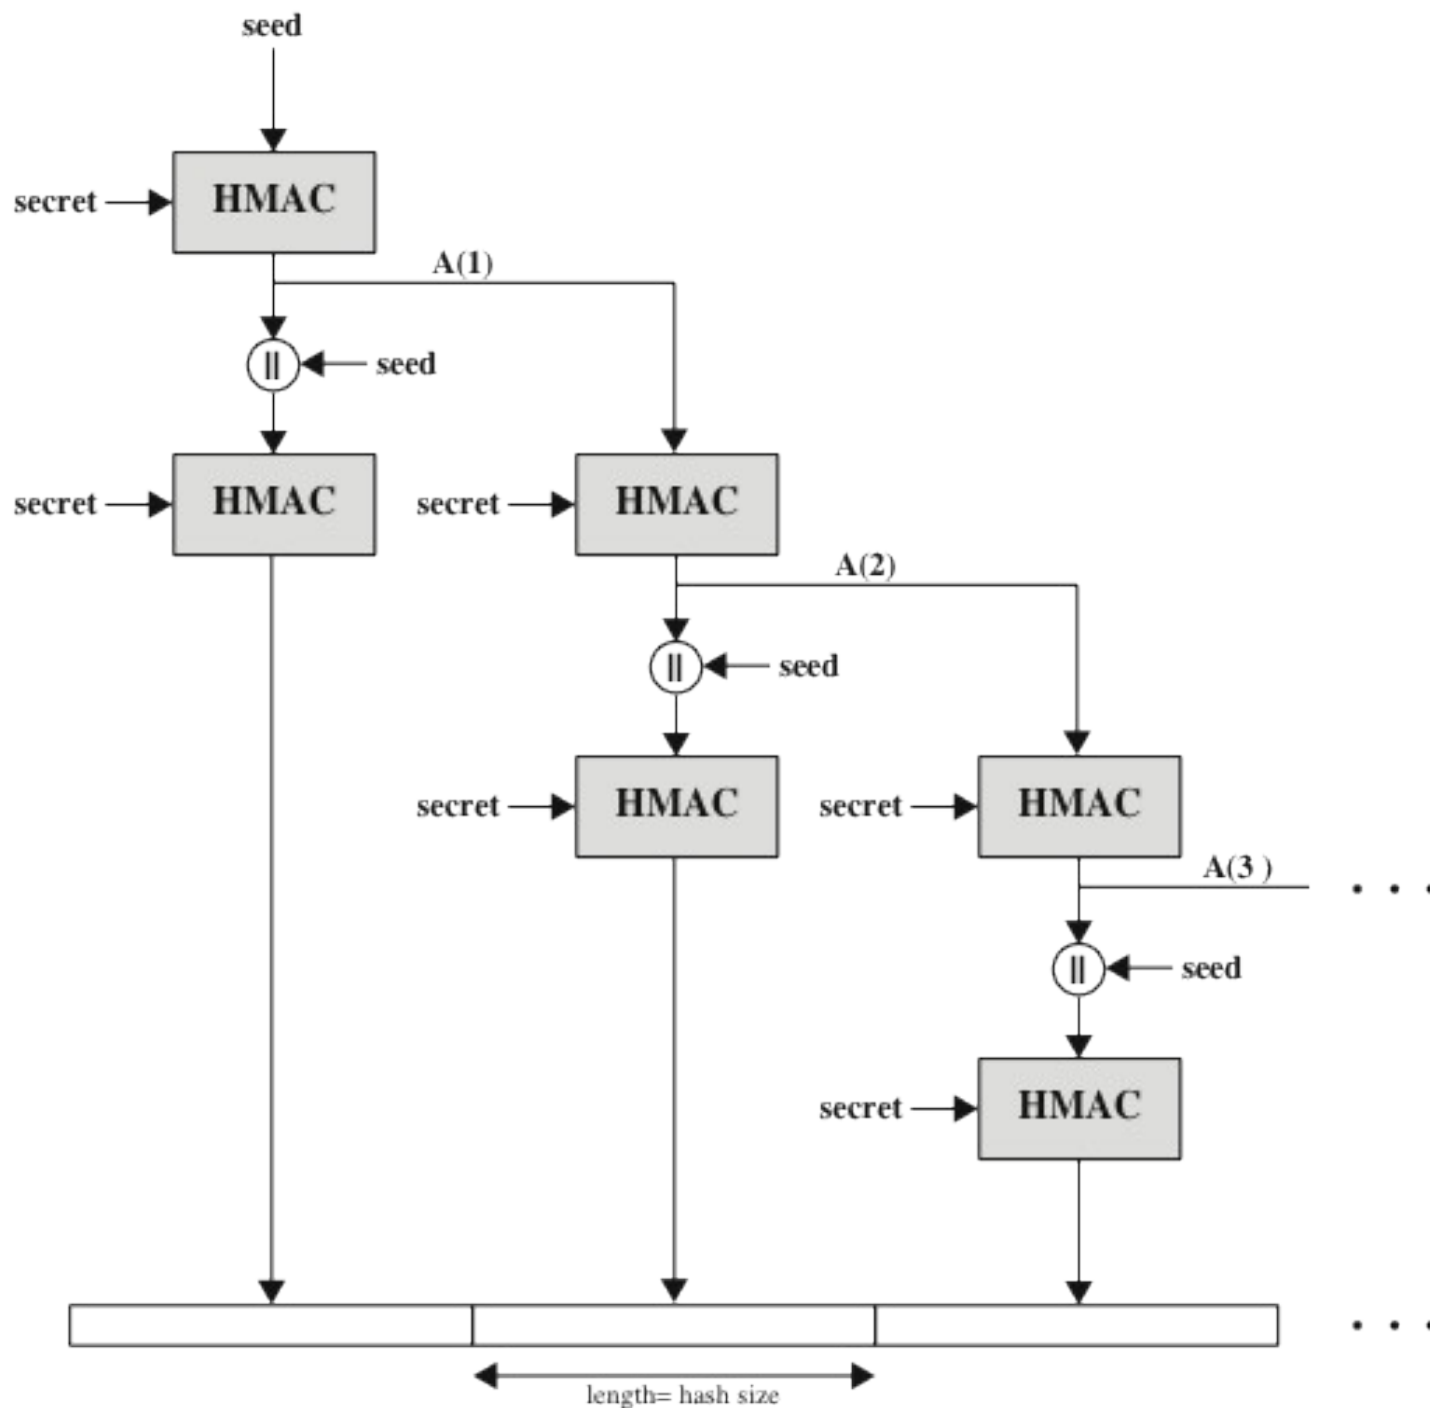 seed
secret HMAC
A(1)
|| seed
secret HMAC secret HMAC
A(2)
|| seed
secret HMAC secret HMAC
A(3 ) . . .
|| seed
secret HMAC
. . .
length= hash size